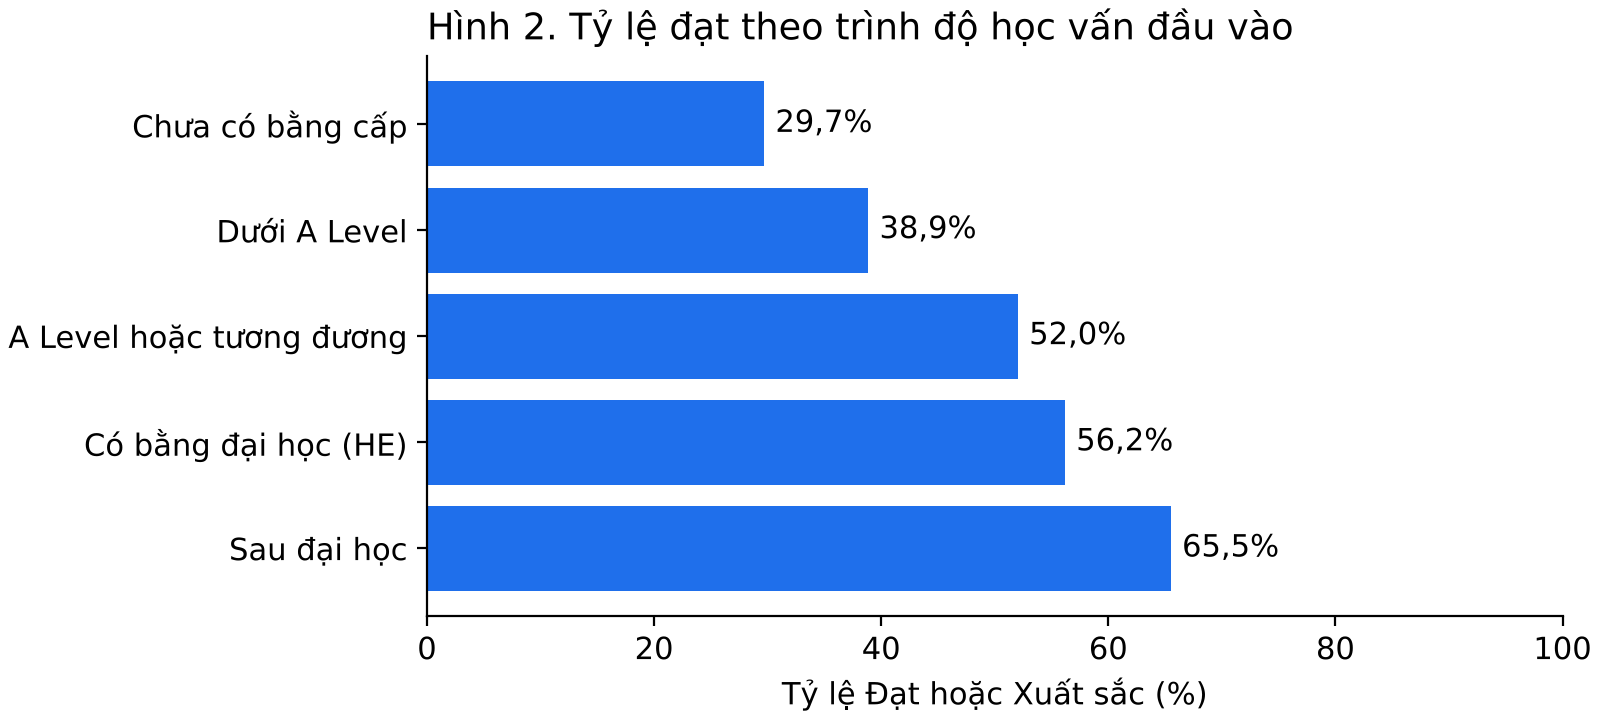 Hình 2. Tỷ lệ đạt theo trình độ học vấn đầu vào
Chưa có bằng cấp
29,7%
Dưới A Level
38,9%
A Level hoặc tương đương
52,0%
Có bằng đại học (HE)
56,2%
Sau đại học
65,5%
0 20 40 60 80 100
Tỷ lệ Đạt hoặc Xuất sắc (%)